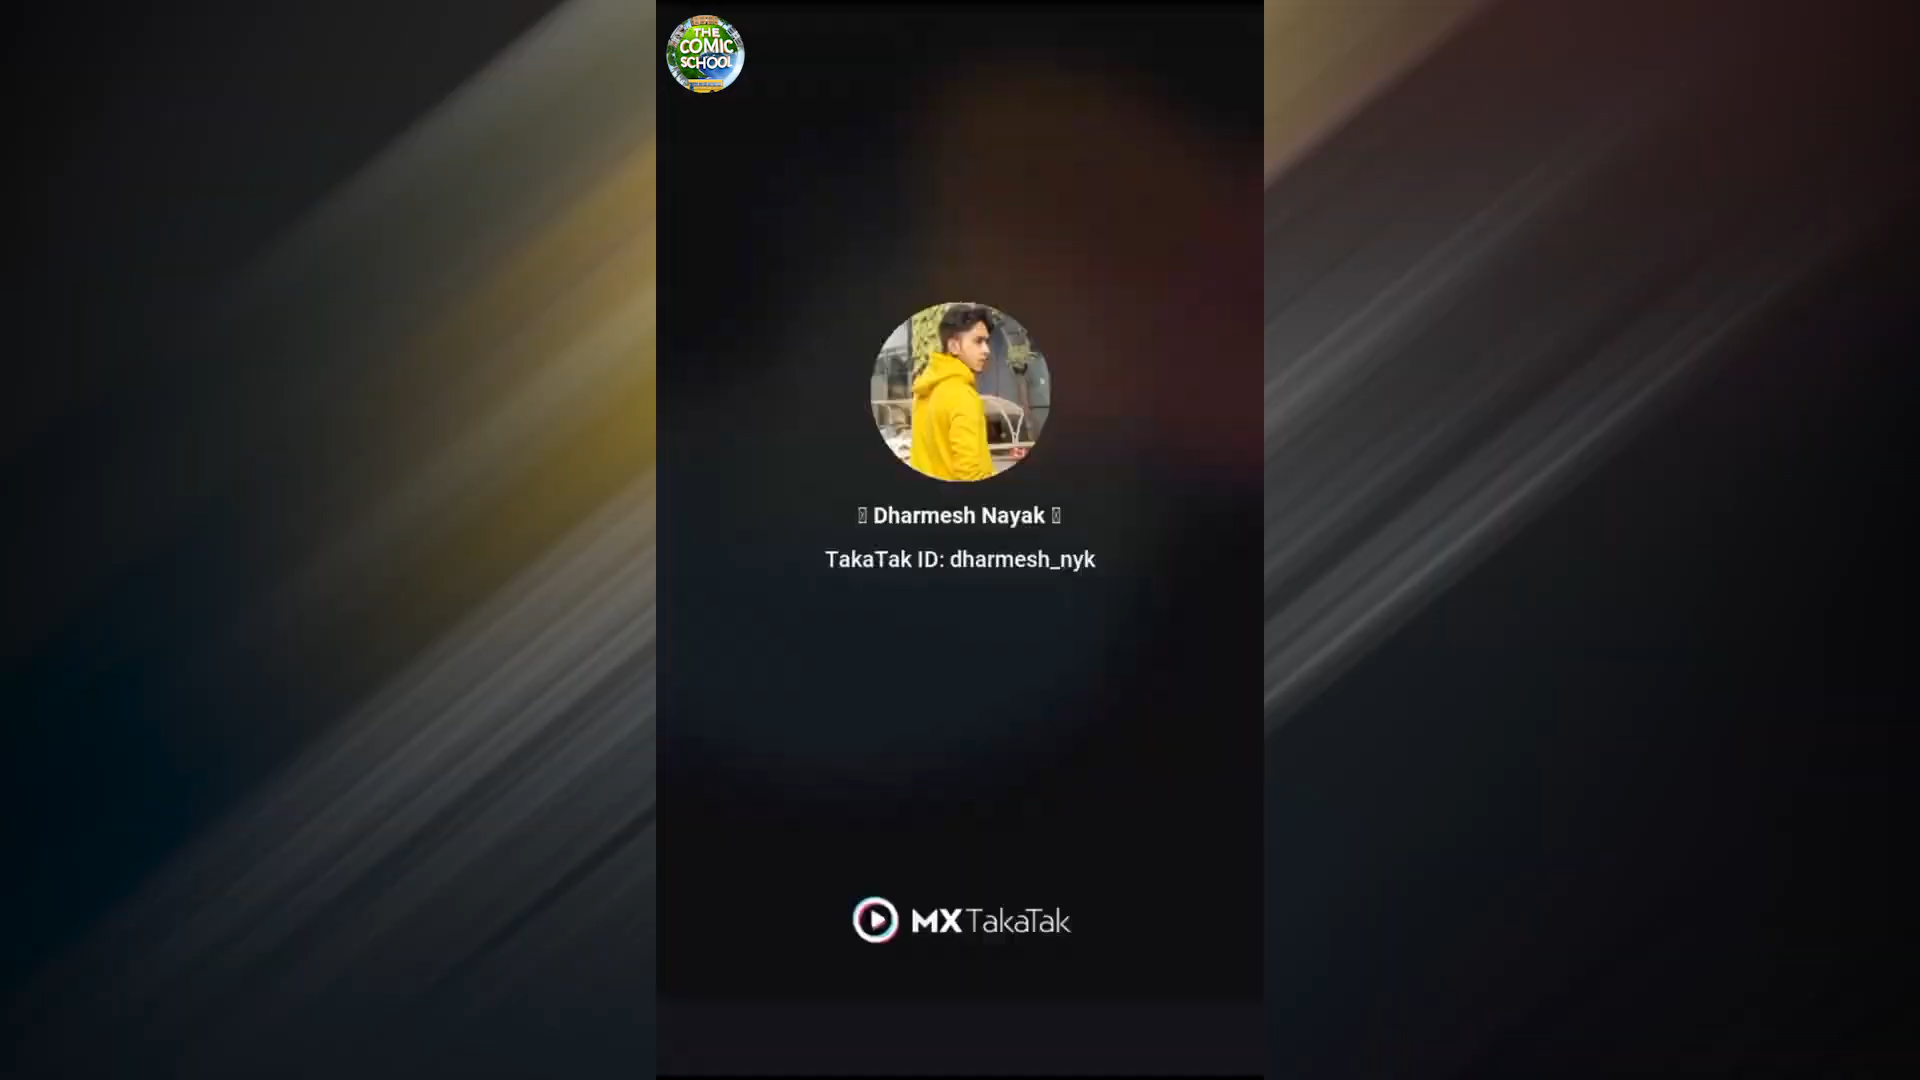 THE
COMIC
SCHOOL
Dharmesh Nayak
TakaTak ID: dharmesh_nyk
MX TakaTak